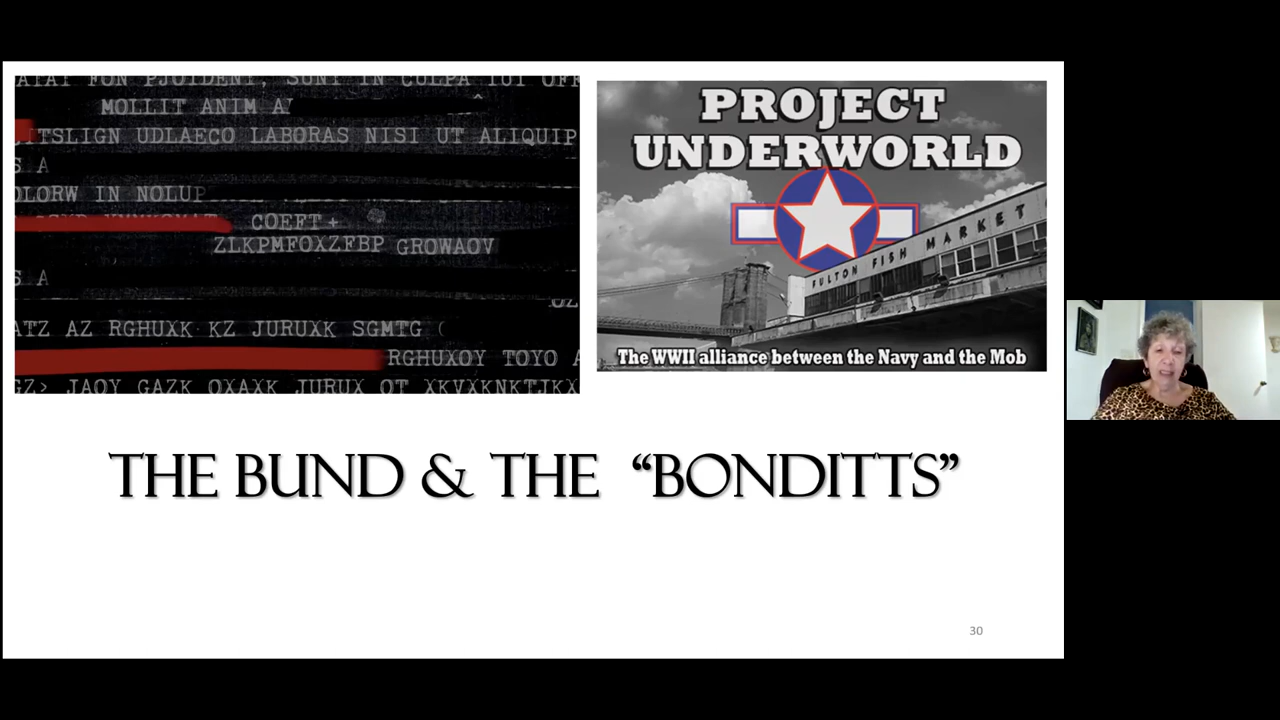 MOLLIT ANIM
UDLAECO LABORAS NISI UT ALIQUIP
S A
IN NOLUP
COEFT+
ZLKPMFOXZFBP GROWAOV
S A
ATZ AZ RGHUXK KZ JURUXK SGMTG (
RGHUXOY TOYO A
JAOY GAZK OXAXK JURUX OT XKVXKNKTJKX
PROJECT
UNDERWORLD
FULTON FISH MARKET
The WWII alliance between the Navy and the Mob
THE BUND & THE “BONDITTS”
30